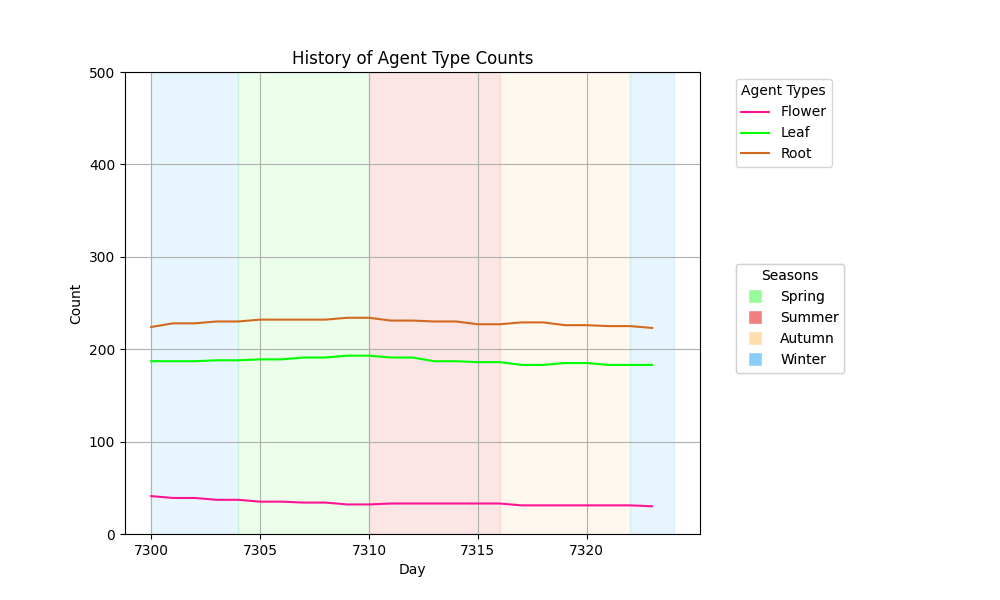 History of Agent Type Counts
500
400
300
200
100
0
Count
7300
7305
7310
7315
7320
Day
Agent Types
Flower
Leaf
Root
Seasons
Spring
Summer
Autumn
Winter